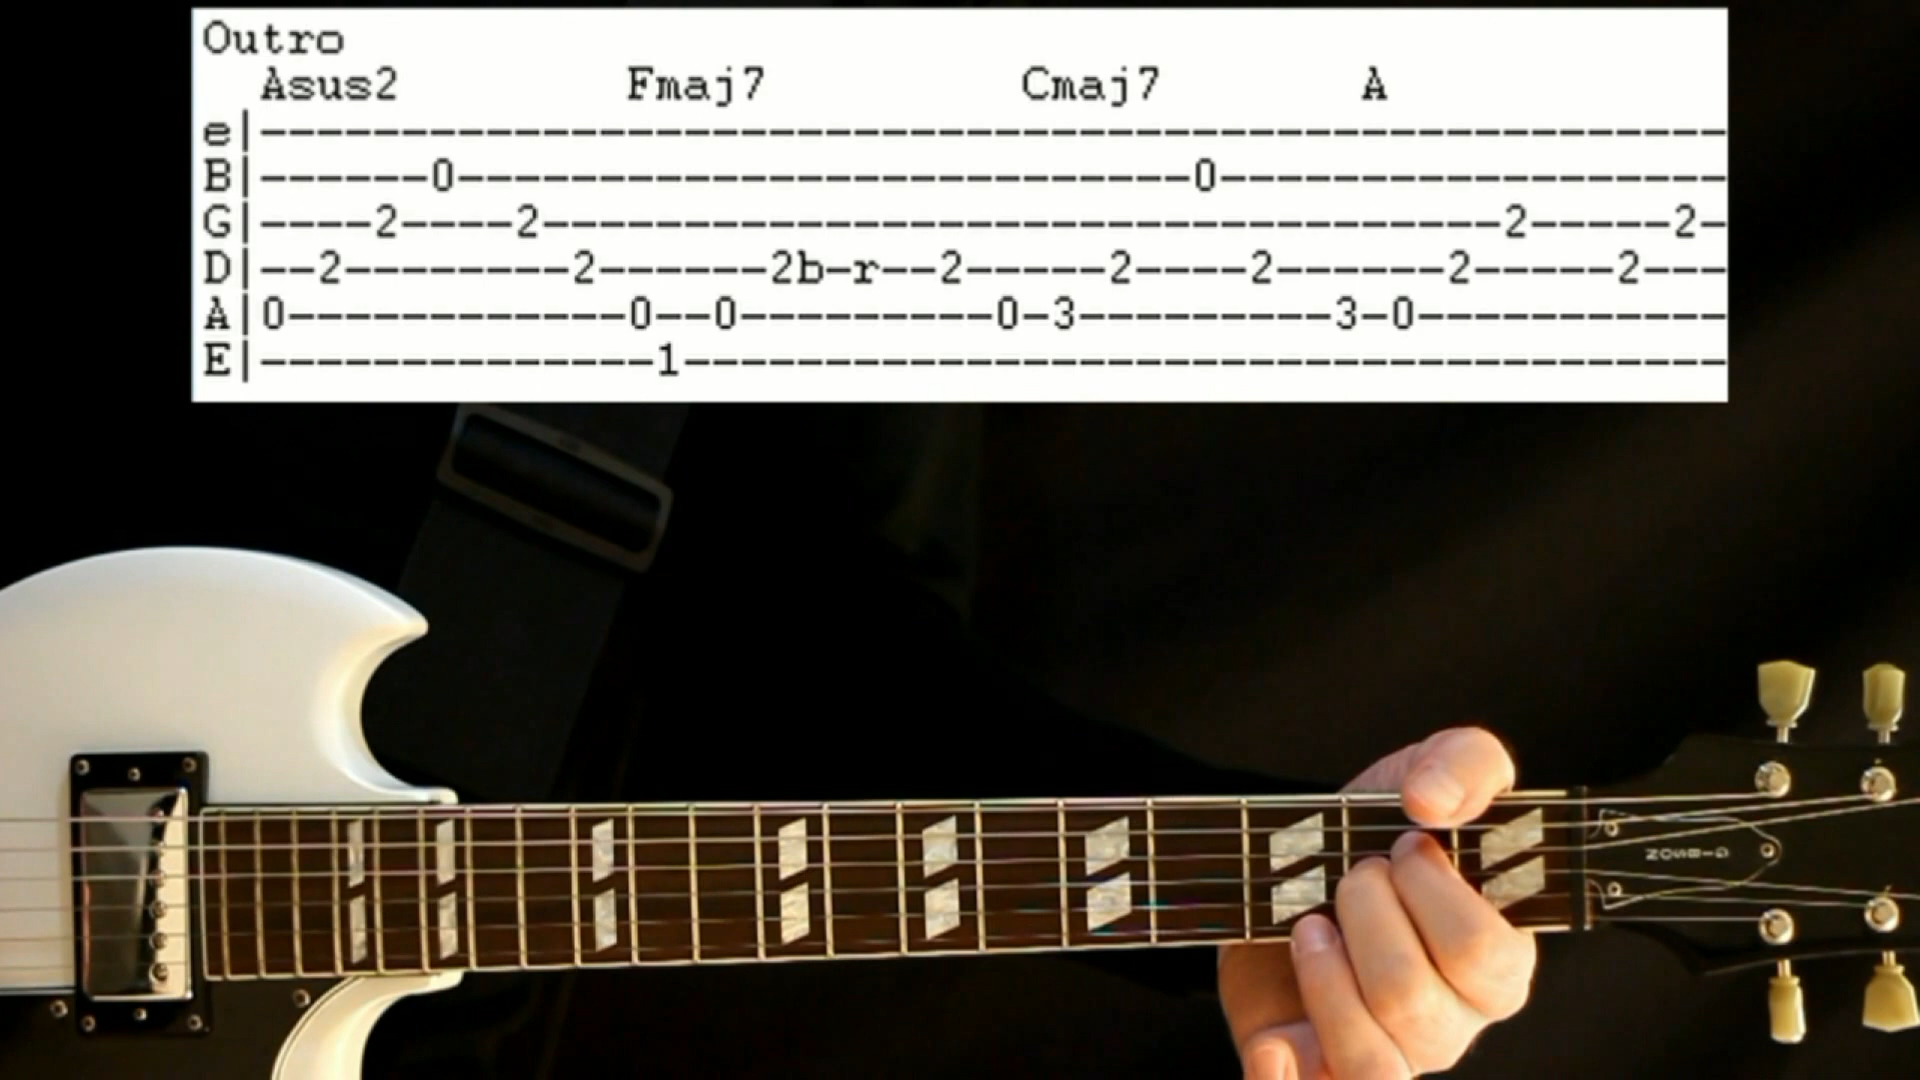 Outro
Asus2 Fmaj7 Cmaj7 A
e|----------------------------------------------------
B|------0--------------------------0------------------
G|----2----2----------------------------------2-----2-
D|--2--------2------2b-r--2-----2----2------2-----2---
A|0------------0--0---------0-3---------3-0-----------
E|--------------1-------------------------------------
GIBSON